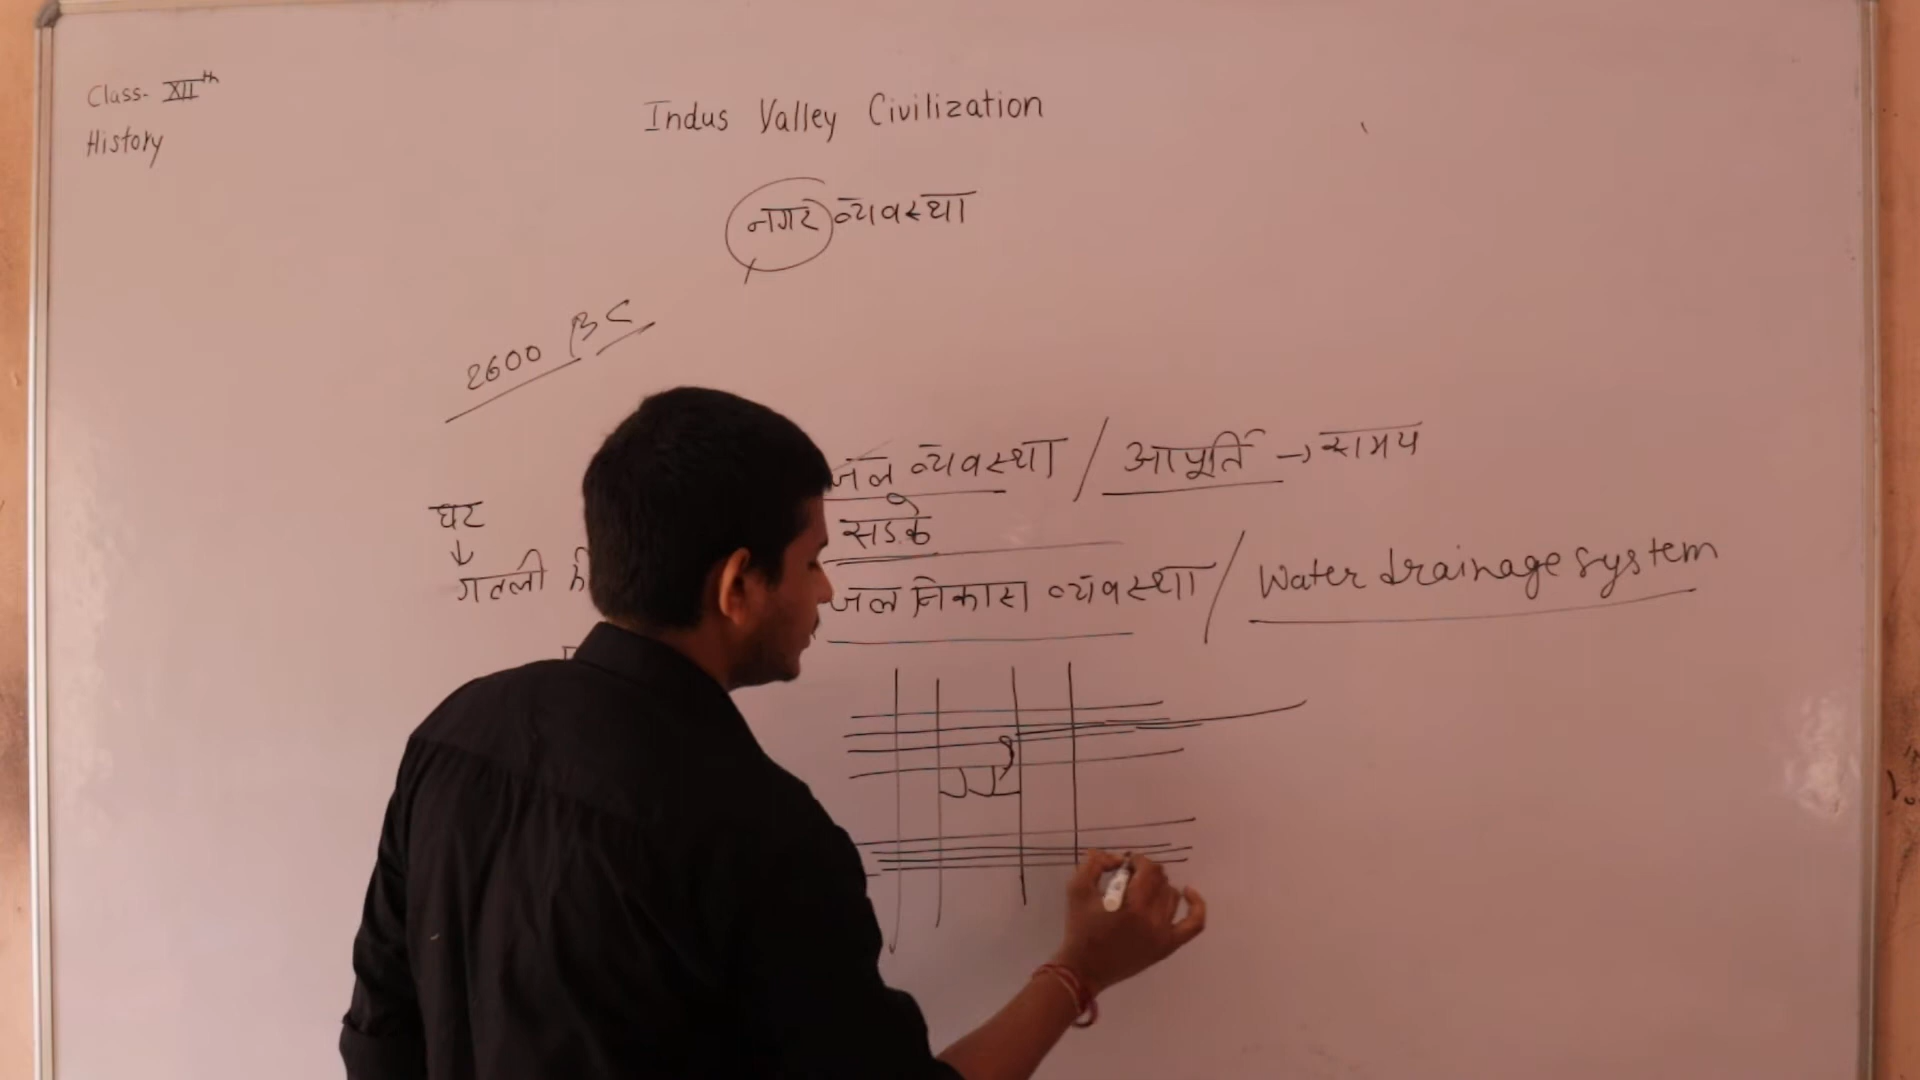 Class- XIIth
History
Indus Valley Civilization
नगर व्यवस्था
2600 BC
जल व्यवस्था / आपूर्ति → समय
घर
↓
सड़के
गतली
जल निकास व्यवस्था / Water drainage system